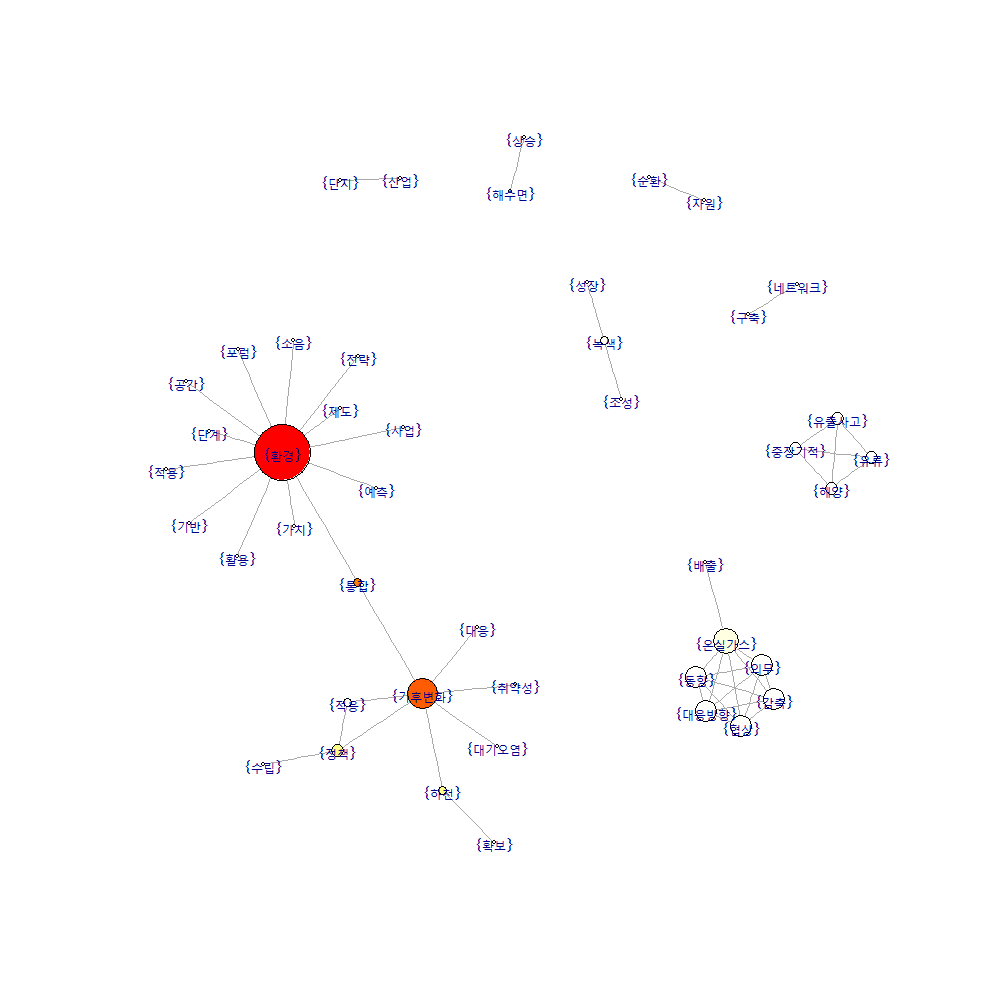 {상승}
{단지}
{산업}
{해수면}
{순환}
{자원}
{성장}
{네트워크}
{구축}
{녹색}
{조성}
{소음}
{포럼}
{전략}
{공간}
{제도}
{단계}
{사업}
{환경}
{적용}
{예측}
{기반}
{가치}
{활용}
{유출사고}
{중장기적}
{유류}
{해양}
{통합}
{배출}
{대응}
{온실가스}
{의무}
{동향}
{취약성}
{기후변화}
{감축}
{적응}
{대응방향}
{협상}
{정책}
{대기오염}
{수립}
{하천}
{확보}